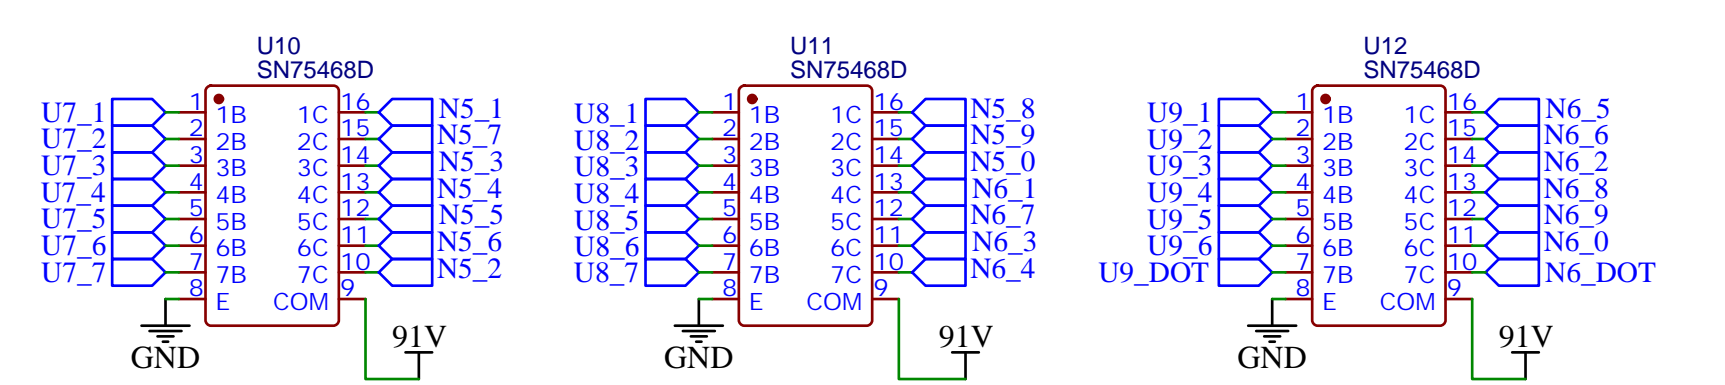 U10
SN75468D
U7_1 1 1B 1C 16 N5_1
U7_2 2 2B 2C 15 N5_7
U7_3 3 3B 3C 14 N5_3
U7_4 4 4B 4C 13 N5_4
U7_5 5 5B 5C 12 N5_5
U7_6 6 6B 6C 11 N5_6
U7_7 7 7B 7C 10 N5_2
8 E COM 9
GND
91V
U11
SN75468D
U8_1 1 1B 1C 16 N5_8
U8_2 2 2B 2C 15 N5_9
U8_3 3 3B 3C 14 N5_0
U8_4 4 4B 4C 13 N6_1
U8_5 5 5B 5C 12 N6_7
U8_6 6 6B 6C 11 N6_3
U8_7 7 7B 7C 10 N6_4
8 E COM 9
GND
91V
U12
SN75468D
U9_1 1 1B 1C 16 N6_5
U9_2 2 2B 2C 15 N6_6
U9_3 3 3B 3C 14 N6_2
U9_4 4 4B 4C 13 N6_8
U9_5 5 5B 5C 12 N6_9
U9_6 6 6B 6C 11 N6_0
U9_DOT 7 7B 7C 10 N6_DOT
8 E COM 9
GND
91V